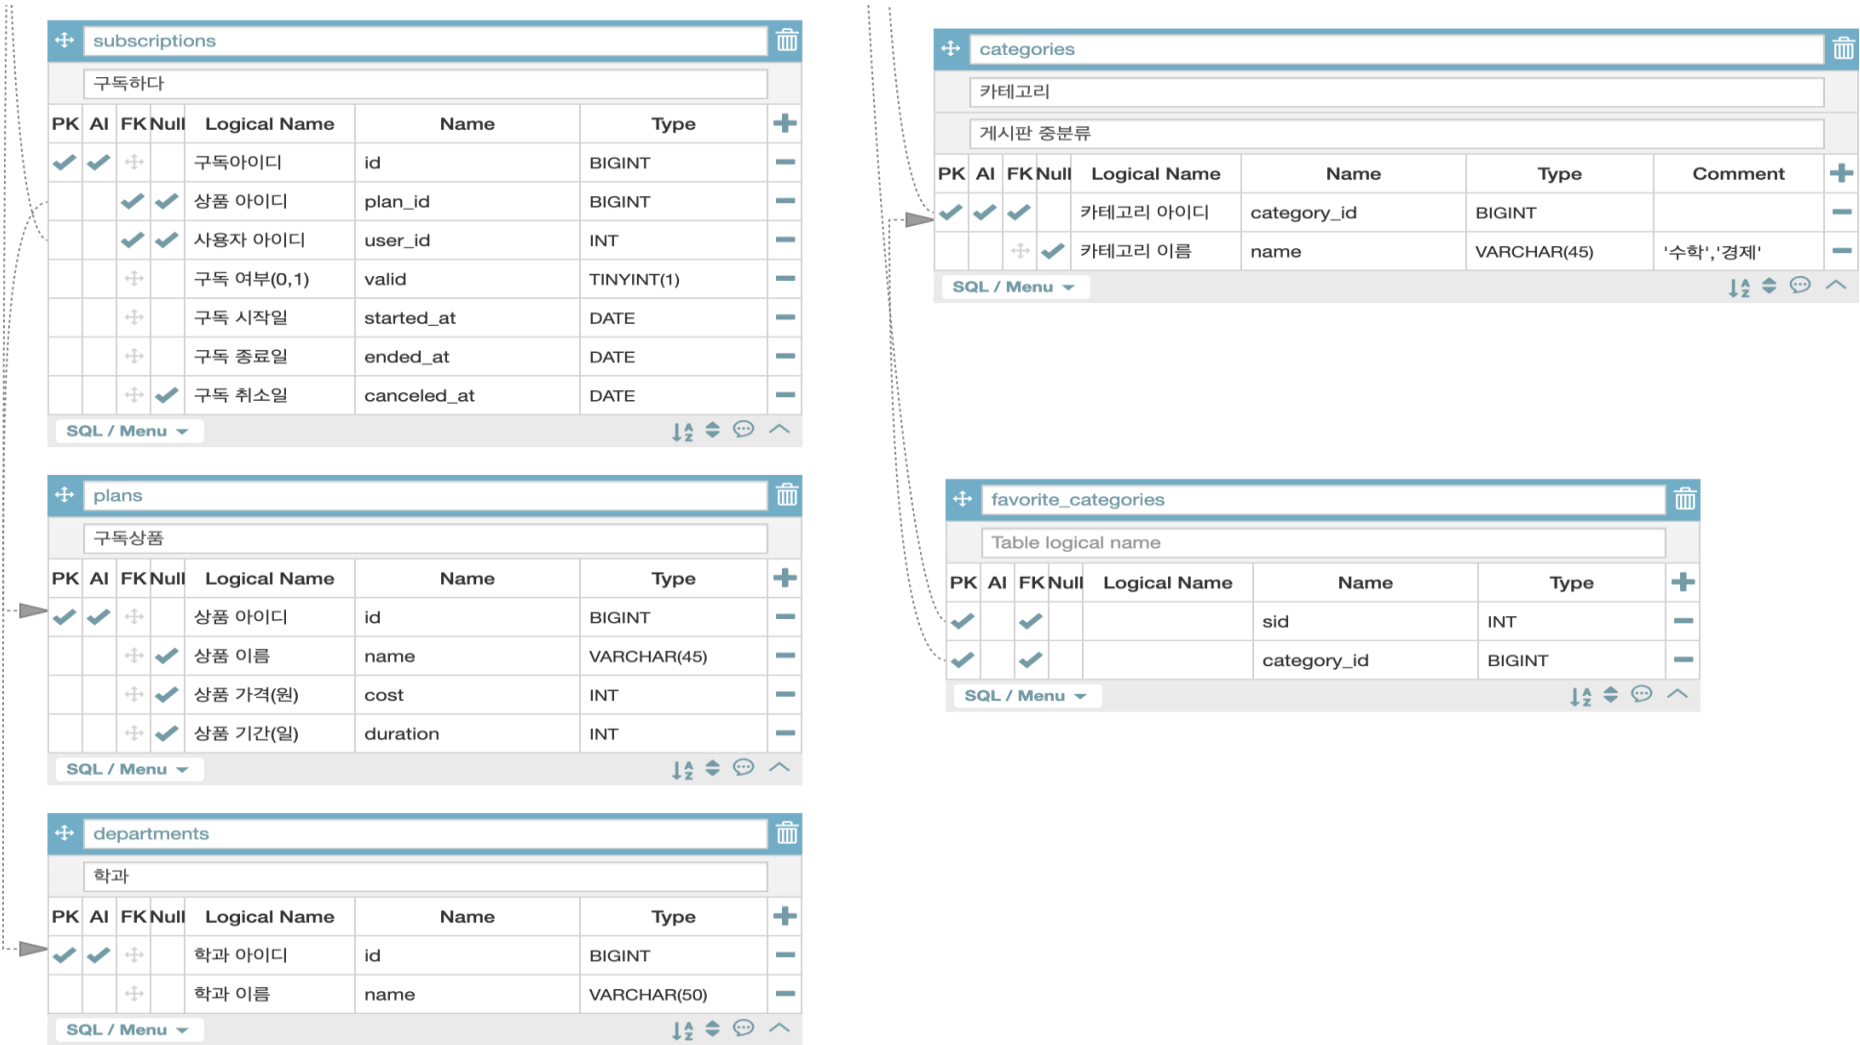 subscriptions
구독하다
PK AI FK Null Logical Name Name Type
구독아이디 id BIGINT
상품 아이디 plan_id BIGINT
사용자 아이디 user_id INT
구독 여부(0,1) valid TINYINT(1)
구독 시작일 started_at DATE
구독 종료일 ended_at DATE
구독 취소일 canceled_at DATE
SQL / Menu
plans
구독상품
PK AI FK Null Logical Name Name Type
상품 아이디 id BIGINT
상품 이름 name VARCHAR(45)
상품 가격(원) cost INT
상품 기간(일) duration INT
SQL / Menu
departments
학과
PK AI FK Null Logical Name Name Type
학과 아이디 id BIGINT
학과 이름 name VARCHAR(50)
SQL / Menu
categories
카테고리
게시판 중분류
PK AI FK Null Logical Name Name Type Comment
카테고리 아이디 category_id BIGINT
카테고리 이름 name VARCHAR(45) '수학','경제'
SQL / Menu
favorite_categories
Table logical name
PK AI FK Null Logical Name Name Type
sid INT
category_id BIGINT
SQL / Menu